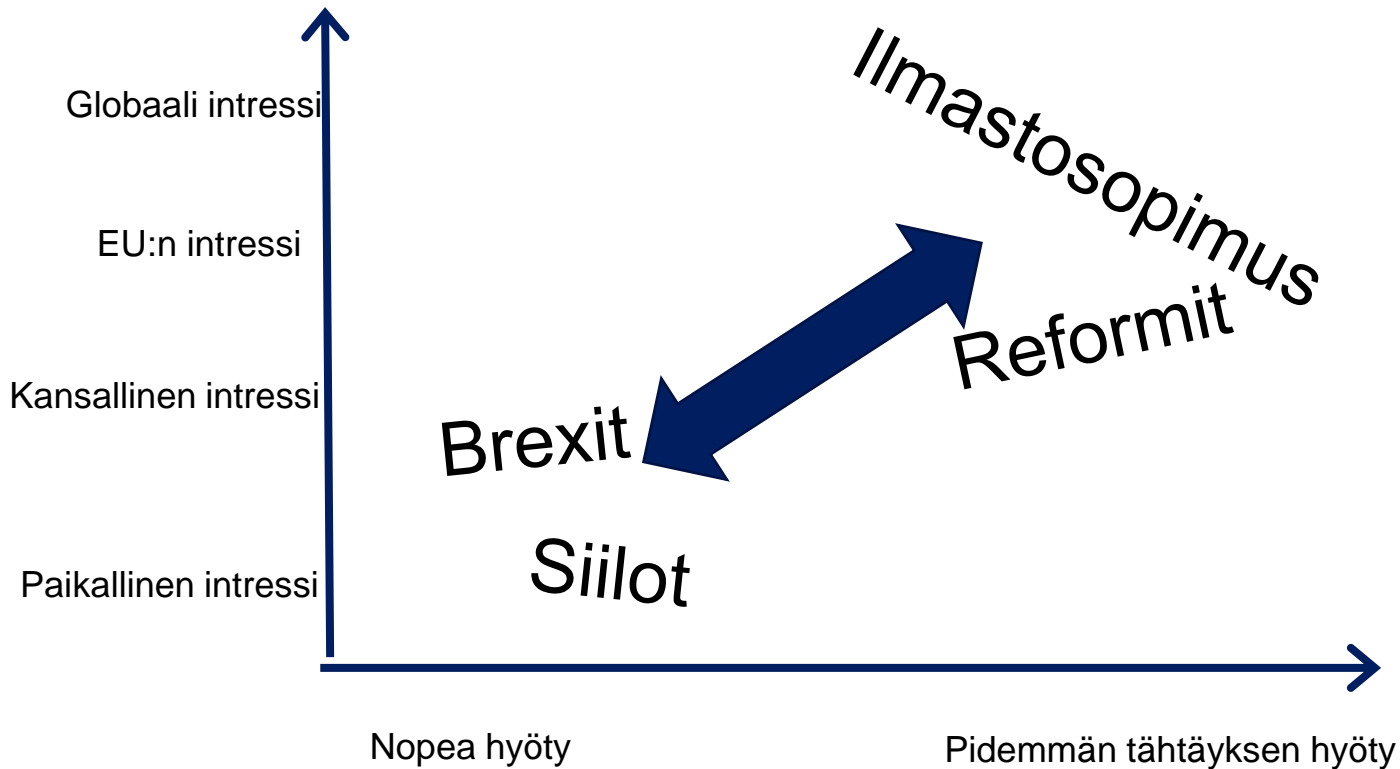 Ilmastosopimus
Globaali intressi
EU:n intressi
Reformit
Kansallinen intressi
Brexit
Siilot
Paikallinen intressi
Nopea hyöty
Pidemmän tähtäyksen hyöty